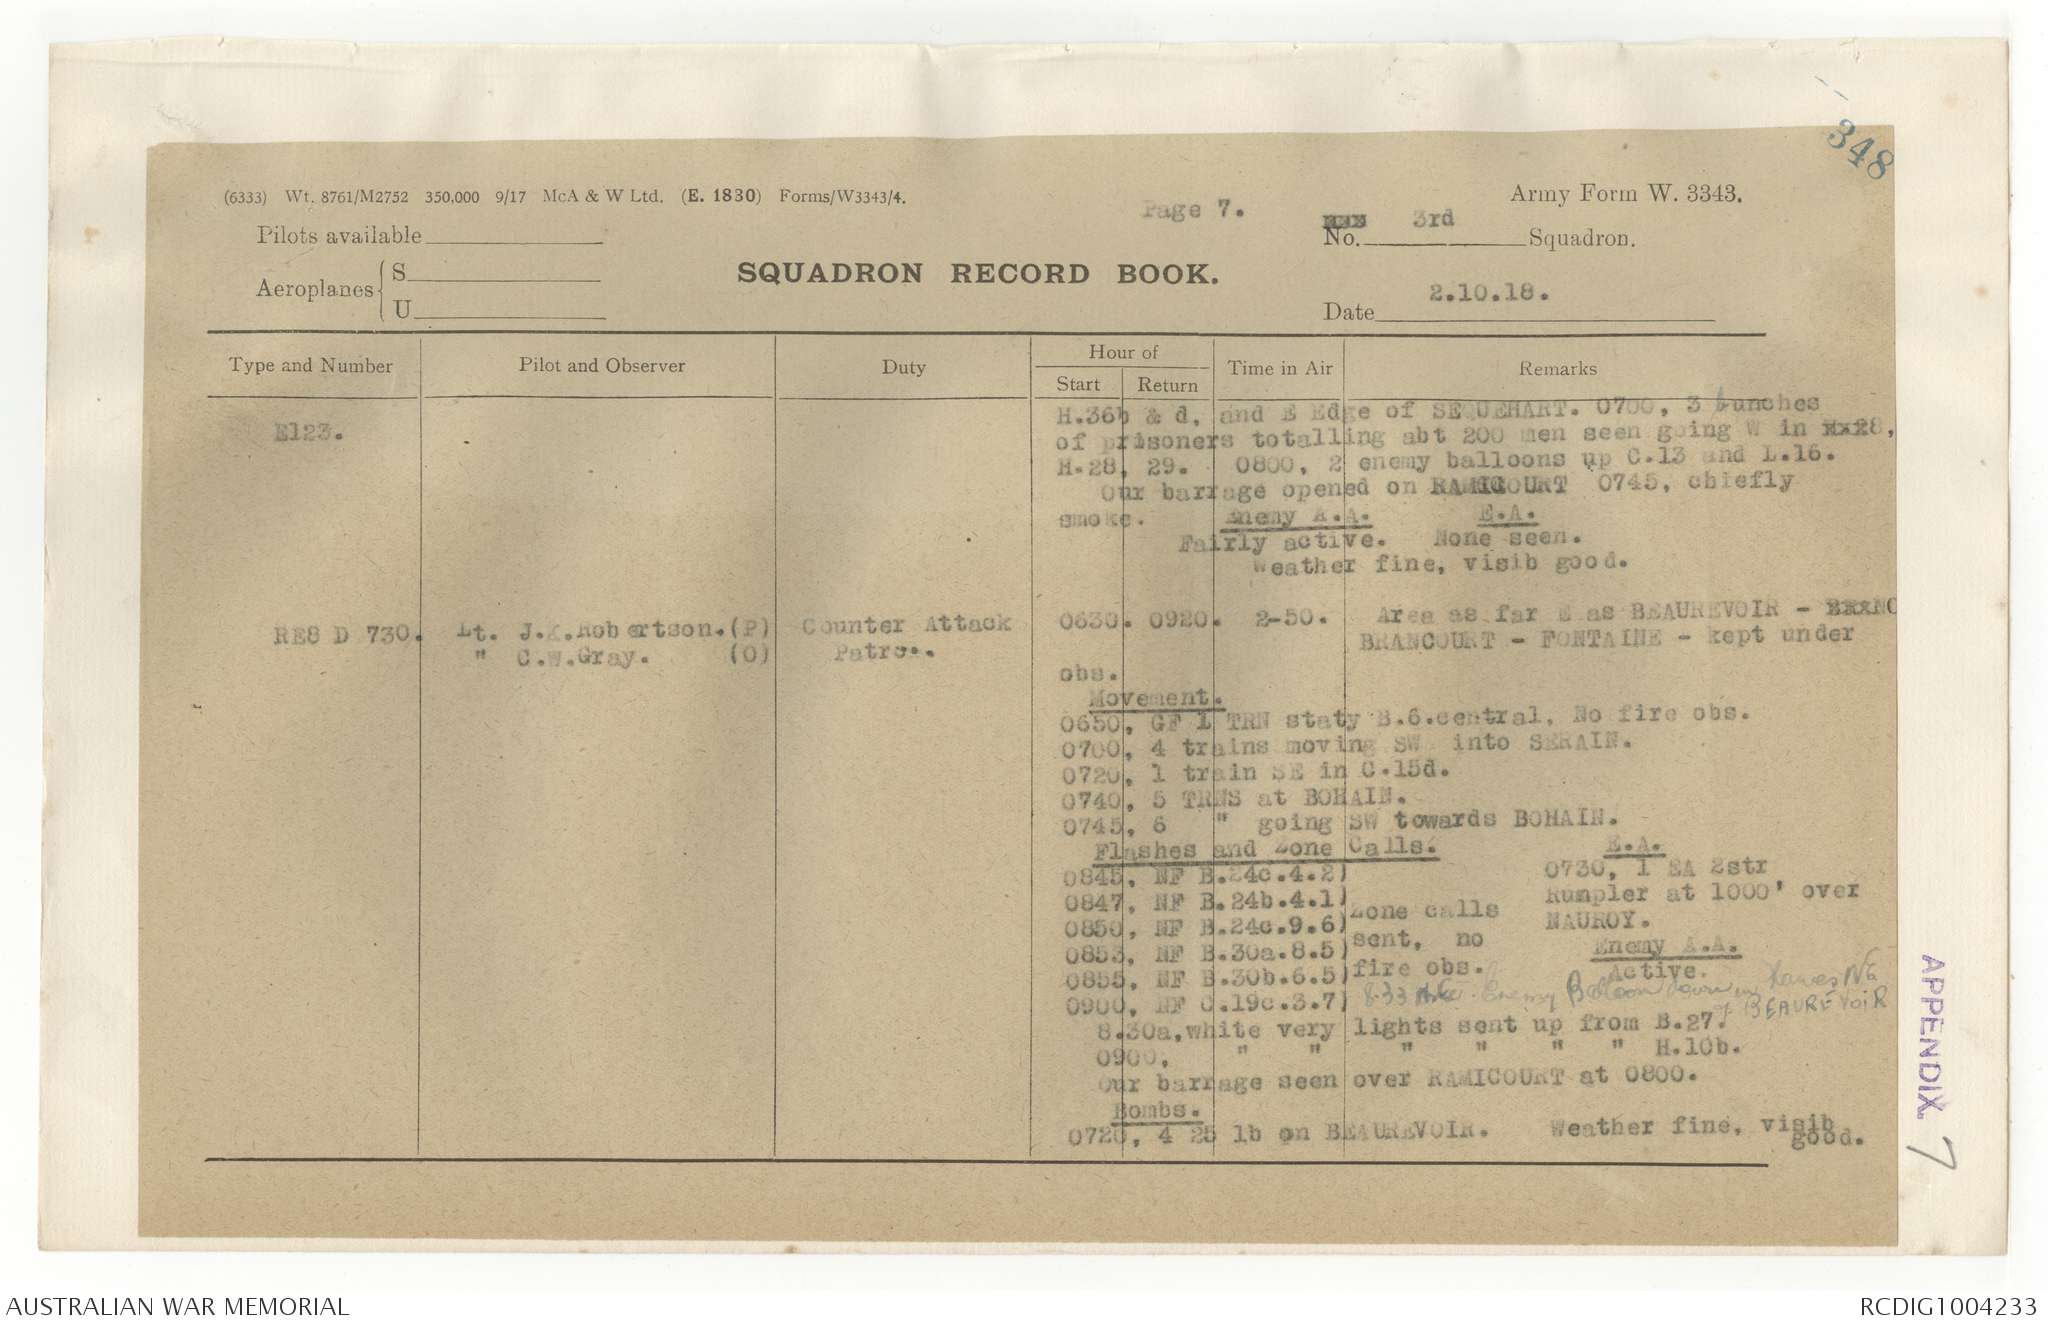 348
(6333) Wt. 8761/M2752 350,000 9/17 McA & W Ltd. (E. 1830) Forms/W3343/4.
Page 7.
Army Form W. 3343.
Pilots available
No. 3rd Squadron.
Aeroplanes { S
U
SQUADRON RECORD BOOK.
Date 2.10.18.
Type and Number Pilot and Observer Duty Hour of Start Return Time in Air Remarks
E123.
H.36b & d, and E Edge of SEQUEHART. 0700, 3 bunches
of prisoners totalling abt 200 men seen going W in
H.28, 29. 0800, 2 enemy balloons up C.13 and L.16.
Our barrage opened on RAMICOURT 0745, chiefly
smoke. Enemy A.A. E.A.
Fairly active. None seen.
Weather fine, visib good.
RE8 D 730. Lt. J.K.Robertson.(P) Counter Attack 0630. 0920. 2-50. Area as far E as BEAUREVOIR -
" C.W.Gray. (O) Patrol. BRANCOURT - FONTAINE - kept under
obs.
Movement.
0650, GF 1 TRN staty B.6.central, No fire obs.
0700, 4 trains moving SW into SERAIN.
0720, 1 train SE in C.15d.
0740, 5 TRNS at BOHAIN.
0745, 6 " going SW towards BOHAIN.
Flashes and Zone Calls. E.A.
0845, NF B.24c.4.2) 0730, 1 EA 2str
0847, NF B.24b.4.1) Zone calls Rumpler at 1000' over
0850, NF B.24c.9.6) sent, no NAUROY.
0853, NF B.30a.8.5) fire obs. Enemy A.A.
0855, NF B.30b.6.5) Active.
0900, NF C.19c.3.7) 8.33 Enemy Balloon down in flames NE
of BEAUREVOIR
8.30a, white very lights sent up from B.27.
0900, " " " " " " H.10b.
Our barrage seen over RAMICOURT at 0800.
Bombs.
0720, 4 25 lb on BEAUREVOIR. Weather fine, visib
good.
APPENDIX. 7
AUSTRALIAN WAR MEMORIAL
RCDIG1004233